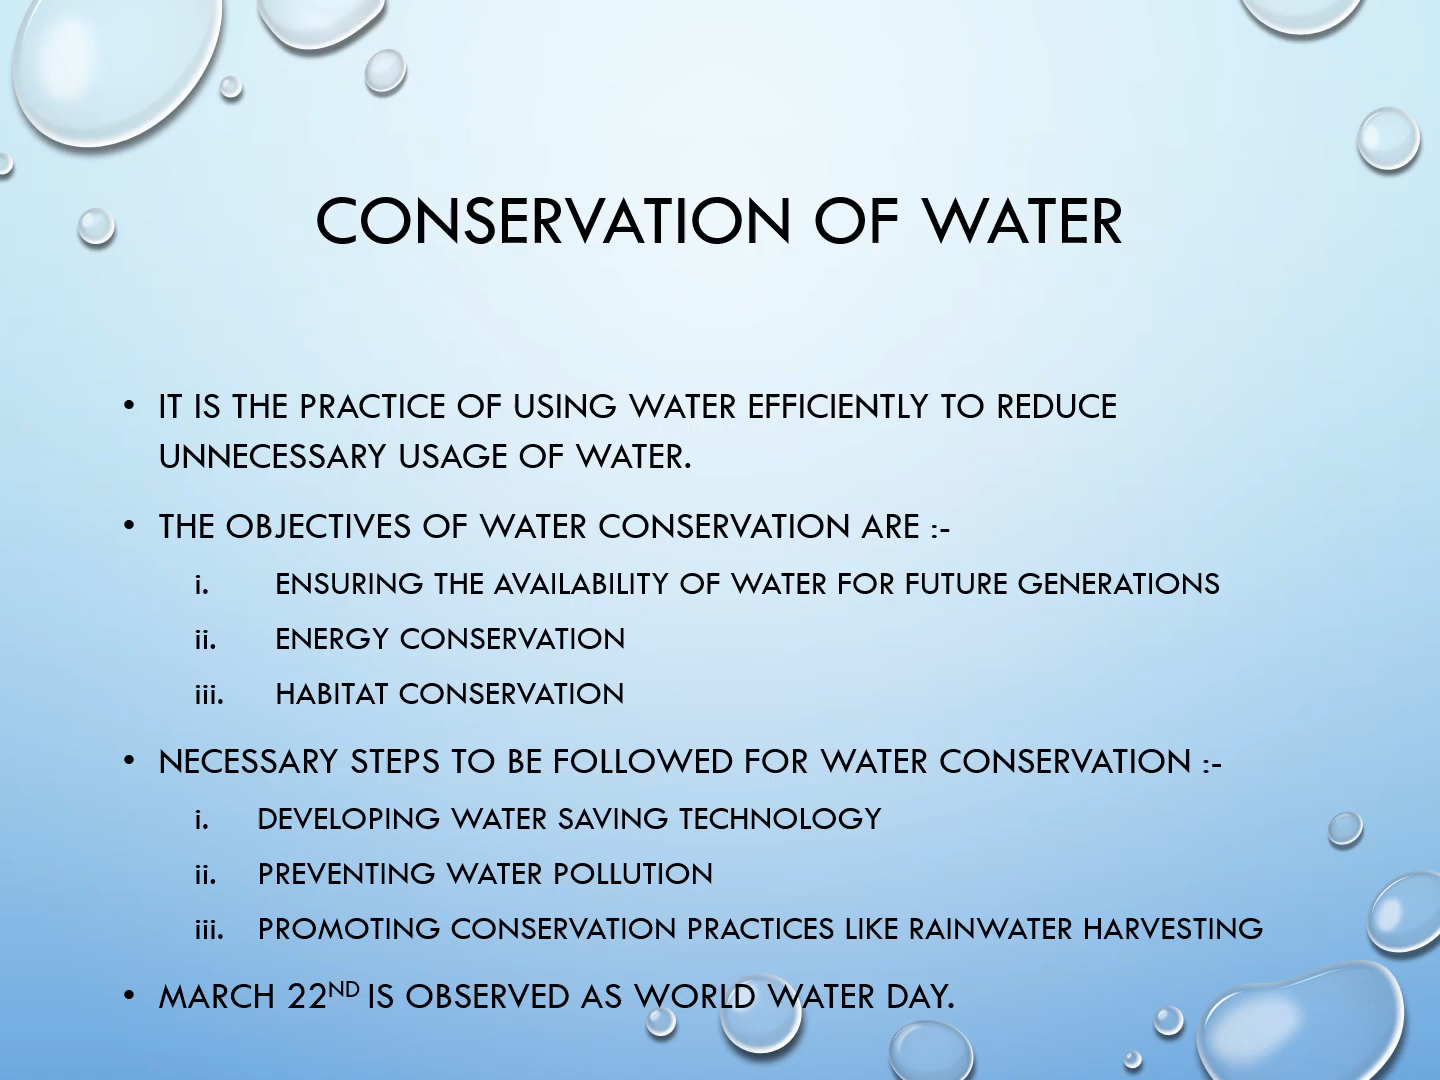 CONSERVATION OF WATER
• IT IS THE PRACTICE OF USING WATER EFFICIENTLY TO REDUCE
UNNECESSARY USAGE OF WATER.
• THE OBJECTIVES OF WATER CONSERVATION ARE :-
i. ENSURING THE AVAILABILITY OF WATER FOR FUTURE GENERATIONS
ii. ENERGY CONSERVATION
iii. HABITAT CONSERVATION
• NECESSARY STEPS TO BE FOLLOWED FOR WATER CONSERVATION :-
i. DEVELOPING WATER SAVING TECHNOLOGY
ii. PREVENTING WATER POLLUTION
iii. PROMOTING CONSERVATION PRACTICES LIKE RAINWATER HARVESTING
• MARCH 22ND IS OBSERVED AS WORLD WATER DAY.